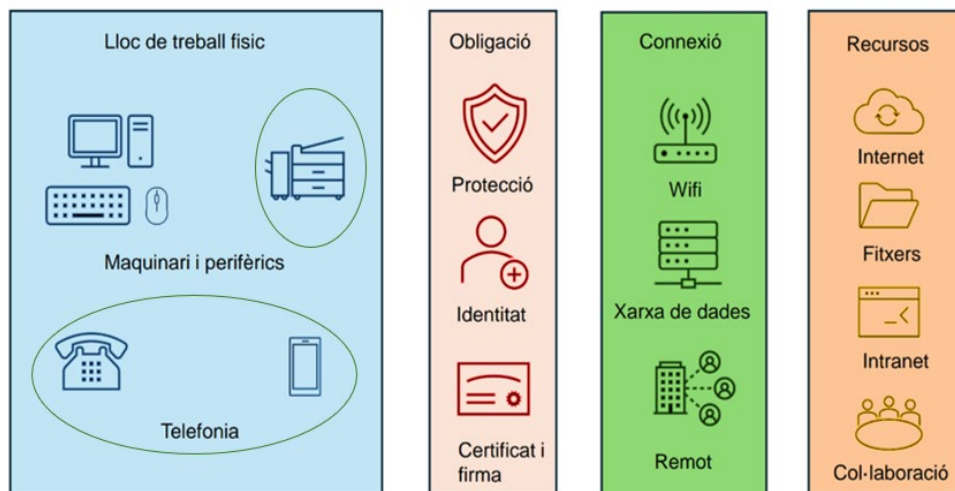 Lloc de treball fisic
Maquinari i perifèrics
Telefonia
Obligació
Protecció
Identitat
Certificat i
firma
Connexió
Wifi
Xarxa de dades
Remot
Recursos
Internet
Fitxers
Intranet
Col·laboració